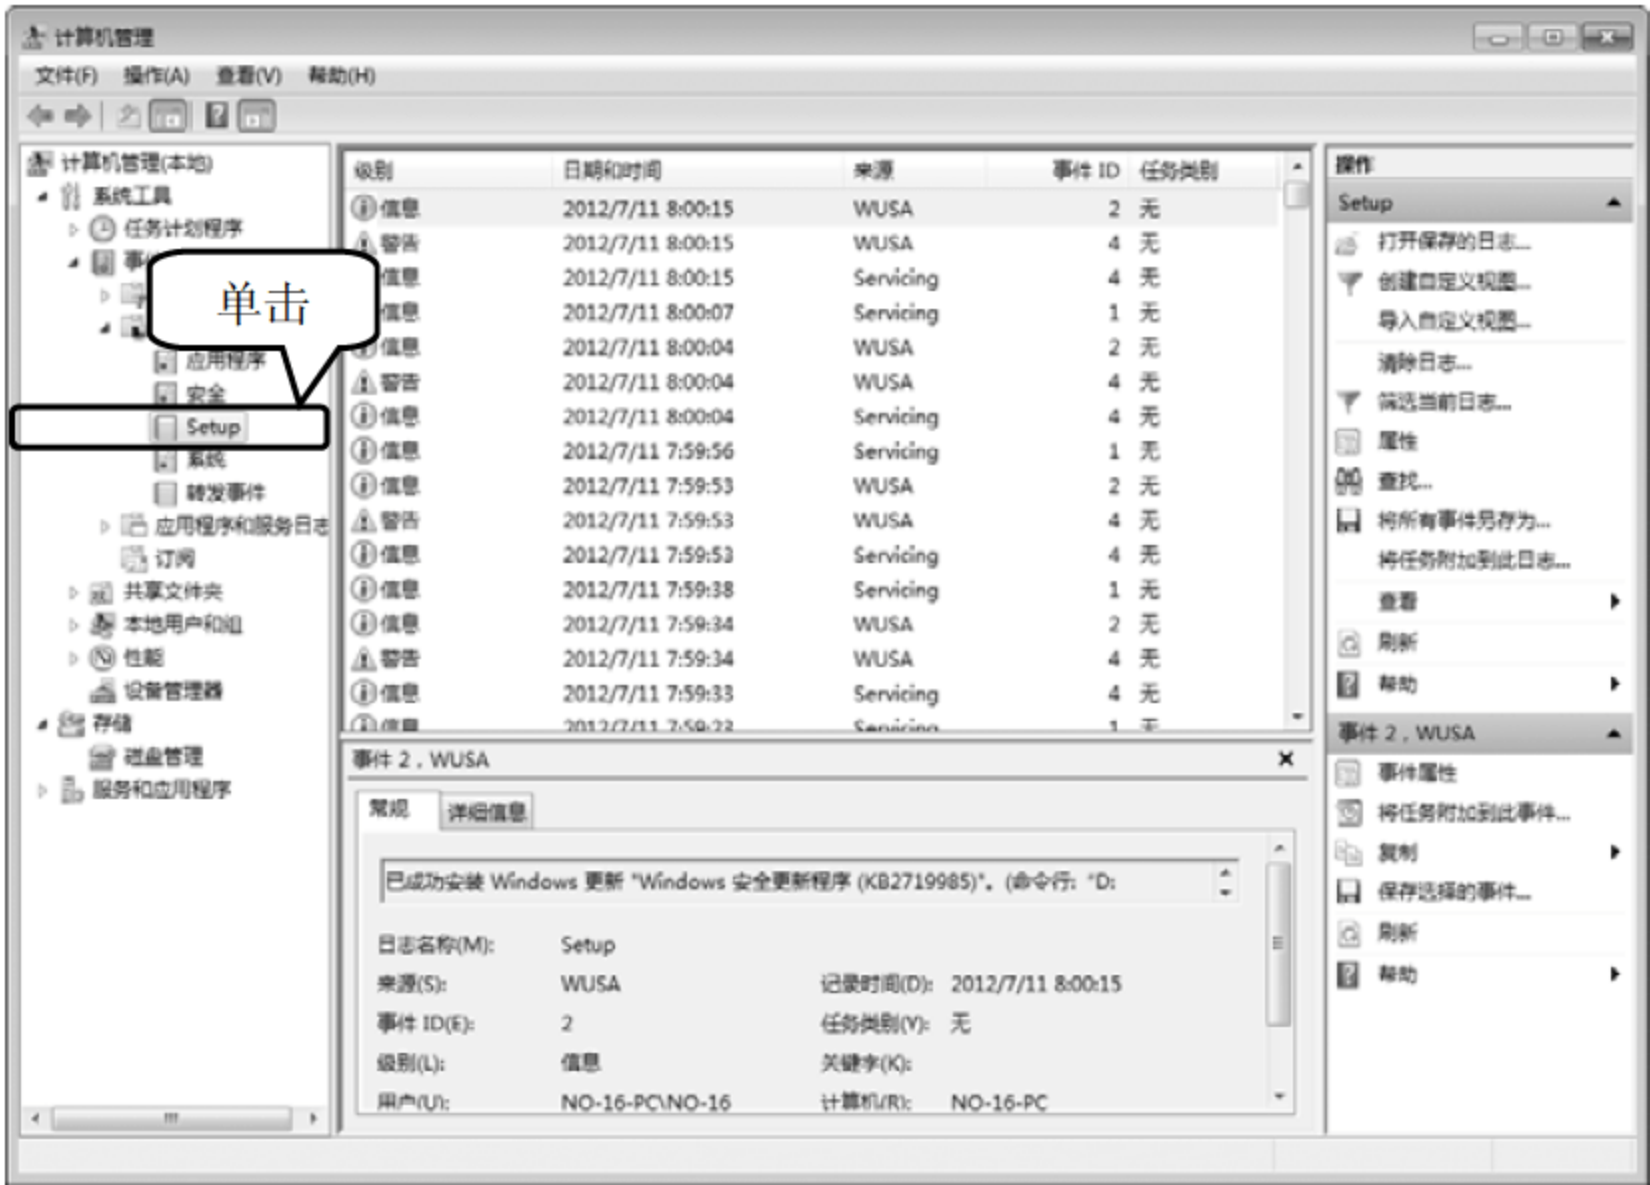 计算机管理
文件(F) 操作(A) 查看(V) 帮助(H)
计算机管理(本地)
系统工具
任务计划程序
事
单击
应用程序
安全
Setup
系统
转发事件
应用程序和服务日志
订阅
共享文件夹
本地用户和组
性能
设备管理器
存储
磁盘管理
服务和应用程序
级别 日期和时间 来源 事件 ID 任务类别
信息 2012/7/11 8:00:15 WUSA 2 无
警告 2012/7/11 8:00:15 WUSA 4 无
信息 2012/7/11 8:00:15 Servicing 4 无
信息 2012/7/11 8:00:07 Servicing 1 无
信息 2012/7/11 8:00:04 WUSA 2 无
警告 2012/7/11 8:00:04 WUSA 4 无
信息 2012/7/11 8:00:04 Servicing 4 无
信息 2012/7/11 7:59:56 Servicing 1 无
信息 2012/7/11 7:59:53 WUSA 2 无
警告 2012/7/11 7:59:53 WUSA 4 无
信息 2012/7/11 7:59:53 Servicing 4 无
信息 2012/7/11 7:59:38 Servicing 1 无
信息 2012/7/11 7:59:34 WUSA 2 无
警告 2012/7/11 7:59:34 WUSA 4 无
信息 2012/7/11 7:59:33 Servicing 4 无
信息 2012/7/11 7:59:23 Servicing 1 无
事件 2，WUSA
常规 详细信息
已成功安装 Windows 更新 "Windows 安全更新程序 (KB2719985)"。(命令行: "D:
日志名称(M): Setup
来源(S): WUSA 记录时间(D): 2012/7/11 8:00:15
事件 ID(E): 2 任务类别(Y): 无
级别(L): 信息 关键字(K):
用户(U): NO-16-PC\NO-16 计算机(R): NO-16-PC
操作
Setup
打开保存的日志...
创建自定义视图...
导入自定义视图...
清除日志...
筛选当前日志...
属性
查找...
将所有事件另存为...
将任务附加到此日志...
查看
刷新
帮助
事件 2，WUSA
事件属性
将任务附加到此事件...
复制
保存选择的事件...
刷新
帮助